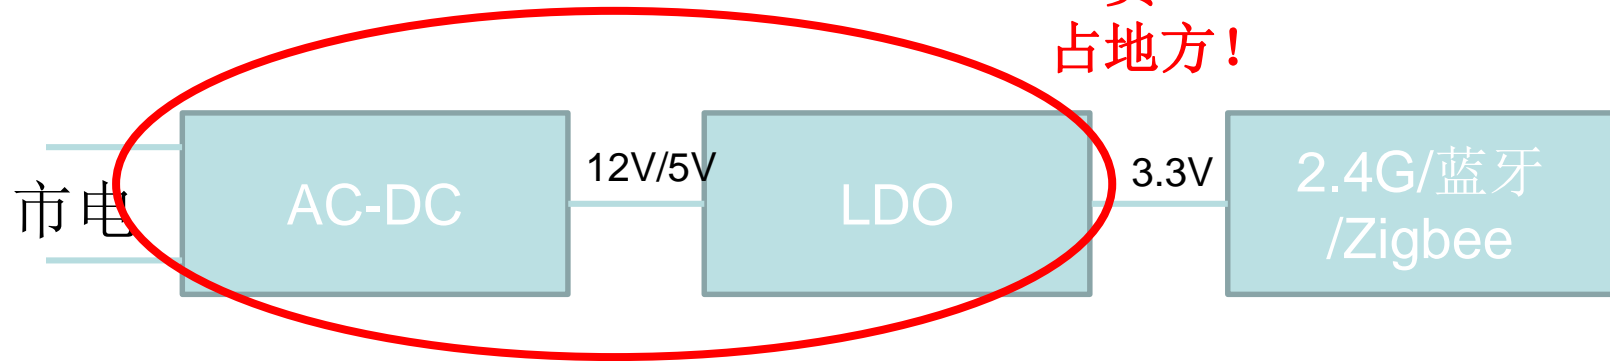 占地方！
12V/5V
3.3V
2.4G/蓝牙
/Zigbee
市电
AC-DC
LDO